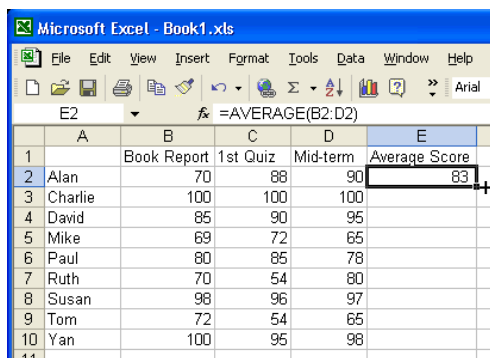 Microsoft Excel - Book1.xls
File Edit View Insert Format Tools Data Window Help
Σ Arial
E2 fx =AVERAGE(B2:D2)
A B C D E
1 Book Report 1st Quiz Mid-term Average Score
2 Alan 70 88 90 83
3 Charlie 100 100 100
4 David 85 90 95
5 Mike 69 72 65
6 Paul 80 85 78
7 Ruth 70 54 80
8 Susan 98 96 97
9 Tom 72 54 65
10 Yan 100 95 98